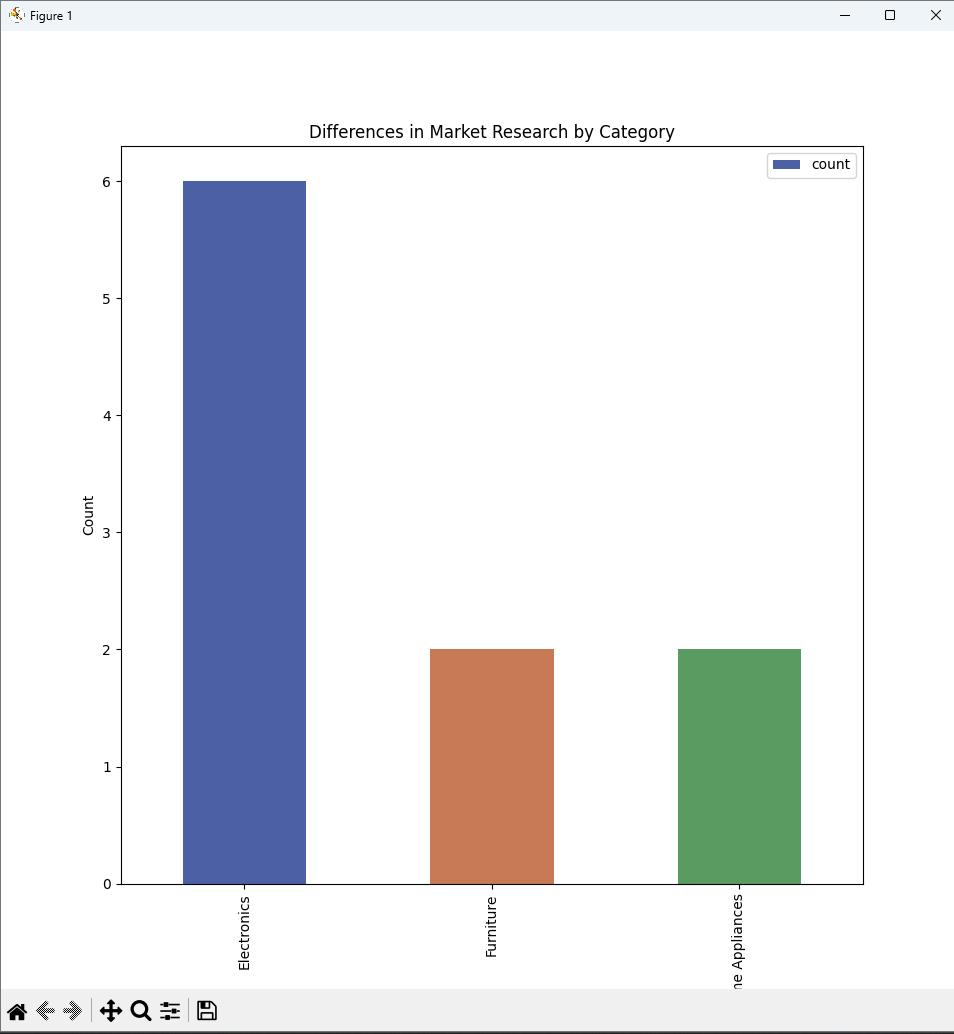 Figure 1
Differences in Market Research by Category
count
6
5
4
3
2
1
0
Count
Electronics
Furniture
Appliances